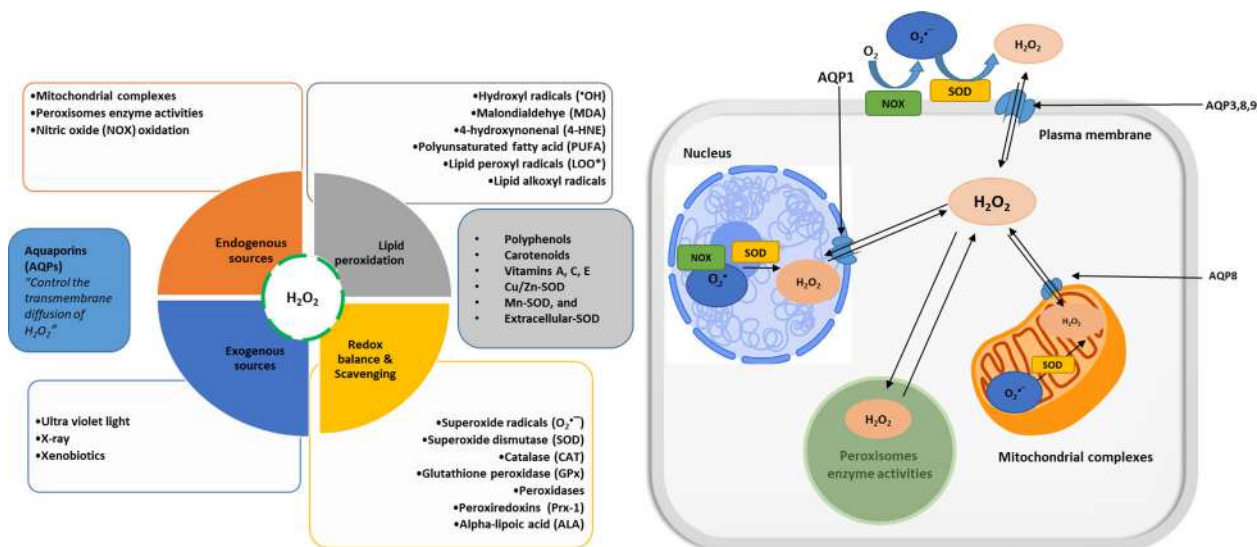 •Mitochondrial complexes
•Peroxisomes enzyme activities
•Nitric oxide (NOX) oxidation
•Hydroxyl radicals (•OH)
•Malondialdehye (MDA)
•4-hydroxynonenal (4-HNE)
•Polyunsaturated fatty acid (PUFA)
•Lipid peroxyl radicals (LOO•)
•Lipid alkoxyl radicals
Aquaporins
(AQPs)
"Control the
transmembrane
diffusion of
H₂O₂"
Endogenous
sources
Lipid
peroxidation
H₂O₂
Exogenous
sources
Redox
balance &
Scavenging
• Polyphenols
• Carotenoids
• Vitamins A, C, E
• Cu/Zn-SOD
• Mn-SOD, and
• Extracellular-SOD
•Ultra violet light
•X-ray
•Xenobiotics
•Superoxide radicals (O₂•⁻)
•Superoxide dismutase (SOD)
•Catalase (CAT)
•Glutathione peroxidase (GPx)
•Peroxidases
•Peroxiredoxins (Prx-1)
•Alpha-lipoic acid (ALA)
O₂
O₂•⁻
H₂O₂
NOX
SOD
AQP1
AQP3,8,9
Plasma membrane
Nucleus
H₂O₂
NOX
SOD
O₂•
H₂O₂
AQP8
H₂O₂
SOD
O₂•⁻
H₂O₂
Peroxisomes
enzyme activities
Mitochondrial complexes